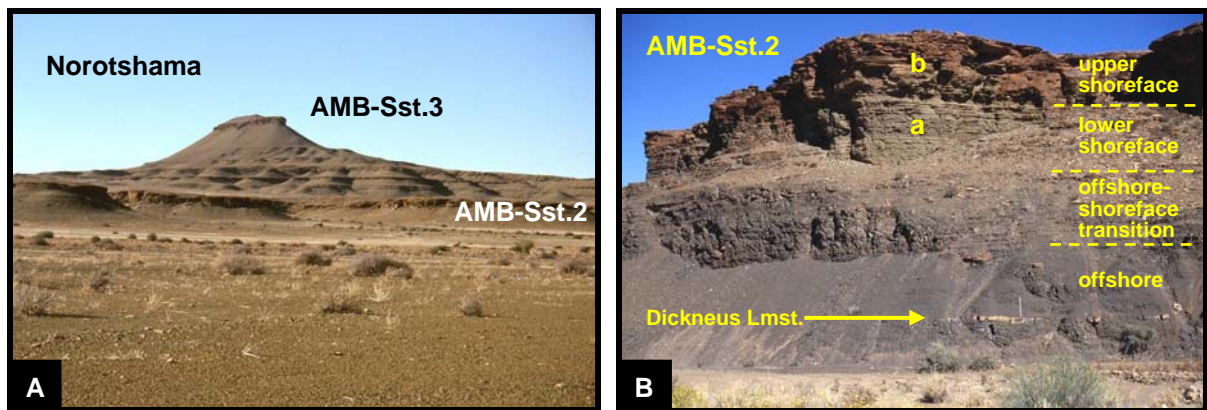 Norotshama
AMB-Sst.3
AMB-Sst.2
A
AMB-Sst.2
b
upper
shoreface
a
lower
shoreface
offshore-
shoreface
transition
offshore
Dickneus Lmst.
B